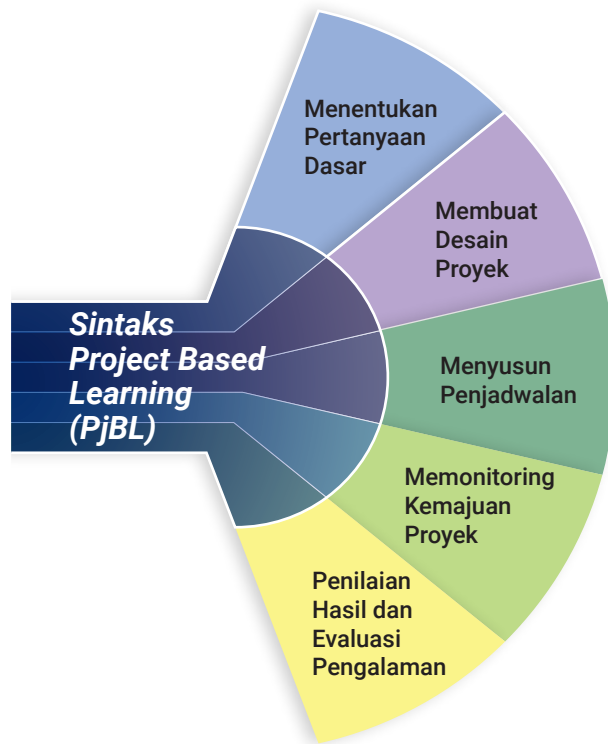 Menentukan
Pertanyaan
Dasar
Membuat
Desain
Proyek
Sintaks
Project Based
Learning
(PjBL)
Menyusun
Penjadwalan
Memonitoring
Kemajuan
Proyek
Penilaian
Hasil dan
Evaluasi
Pengalaman